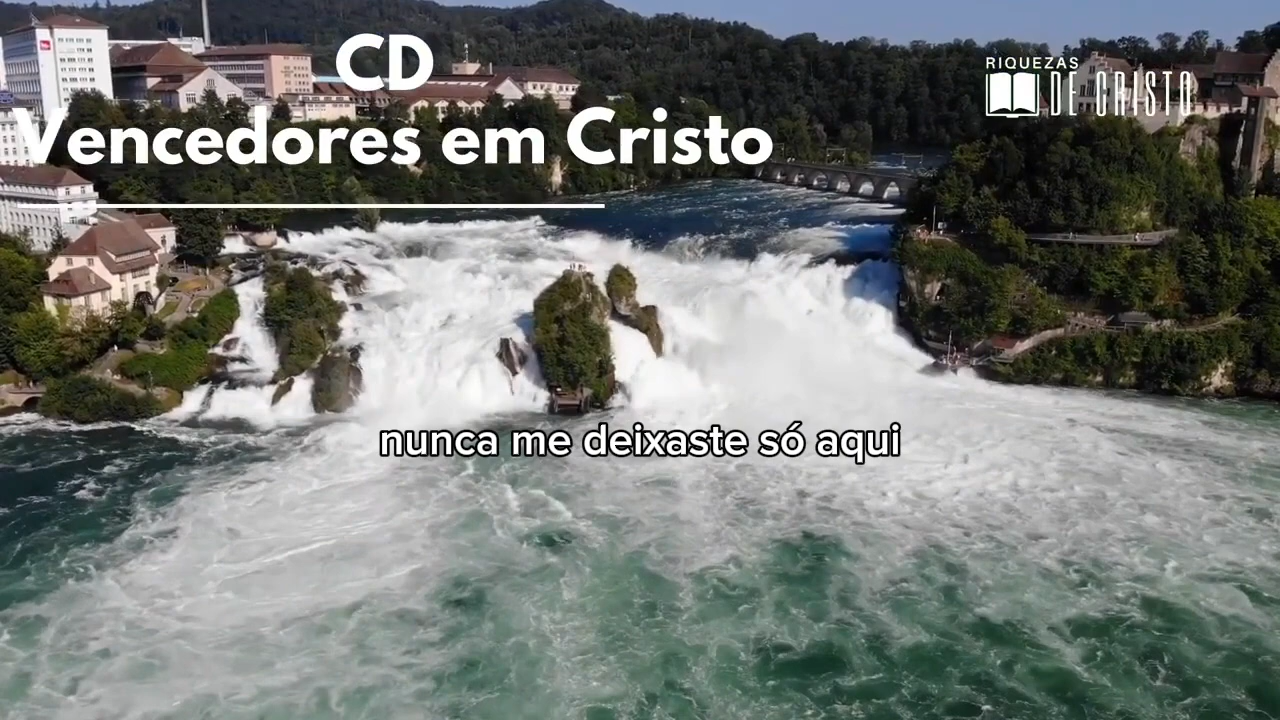 CD
Vencedores em Cristo
RIQUEZAS
DE CRISTO
nunca me deixaste só aqui